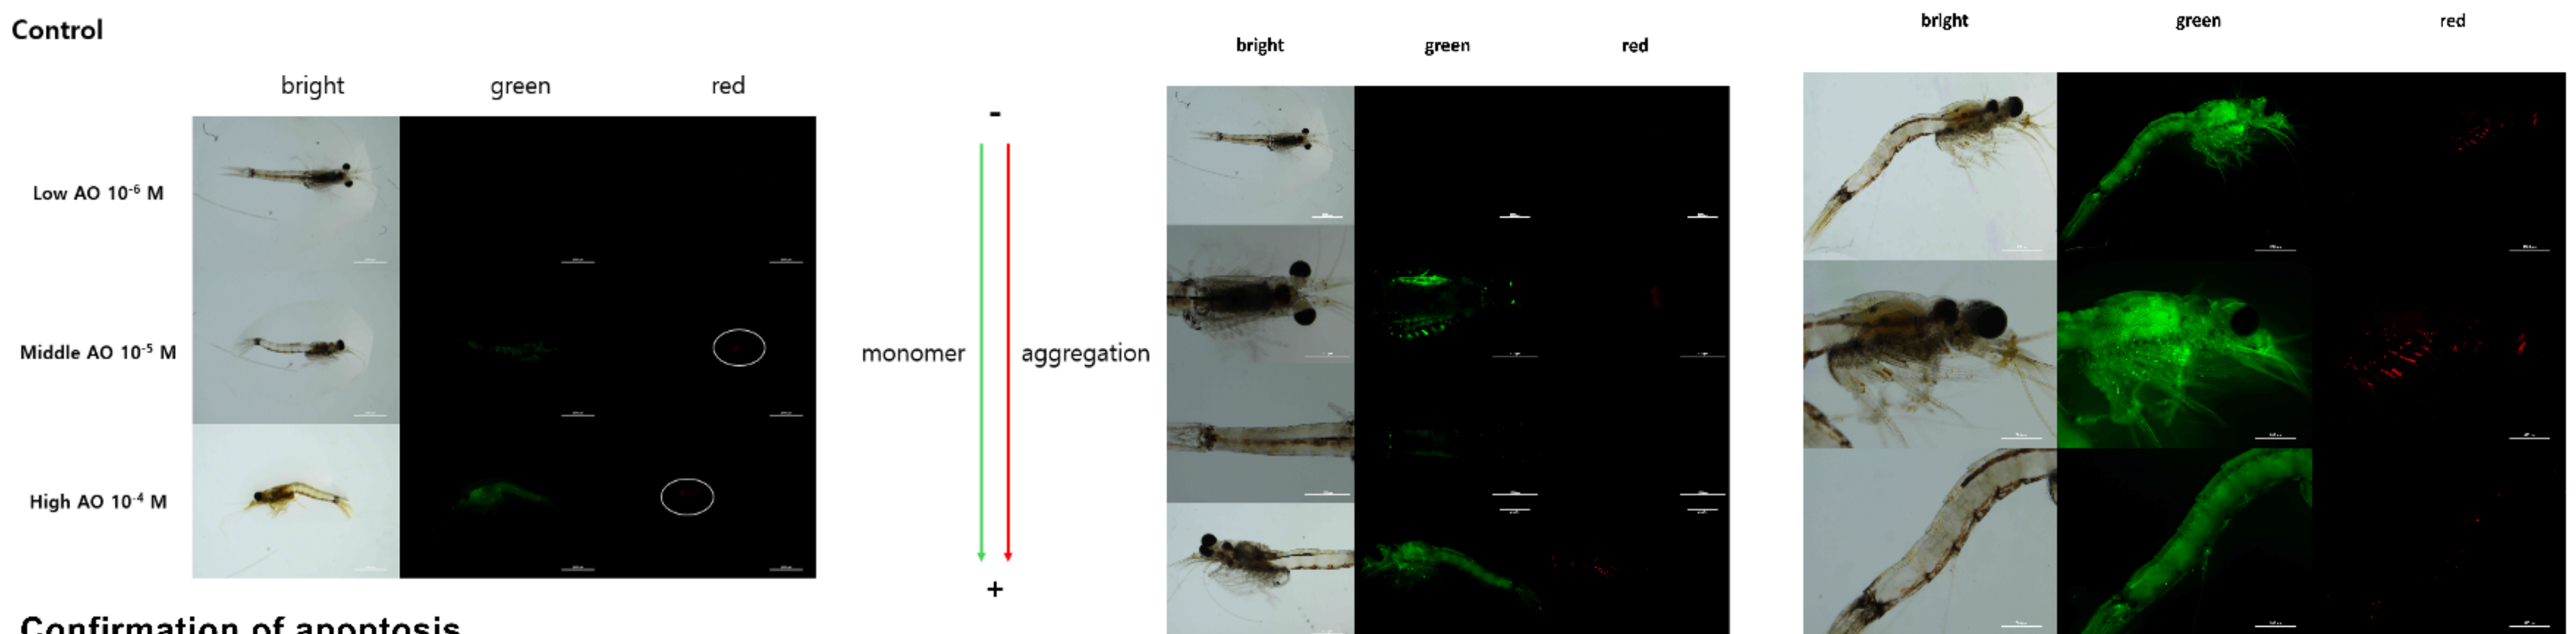 Control
bright green red
Low AO 10-6 M
Middle AO 10-5 M
High AO 10-4 M
-
monomer aggregation
+
bright green red
bright green red
Confirmation of apoptosis